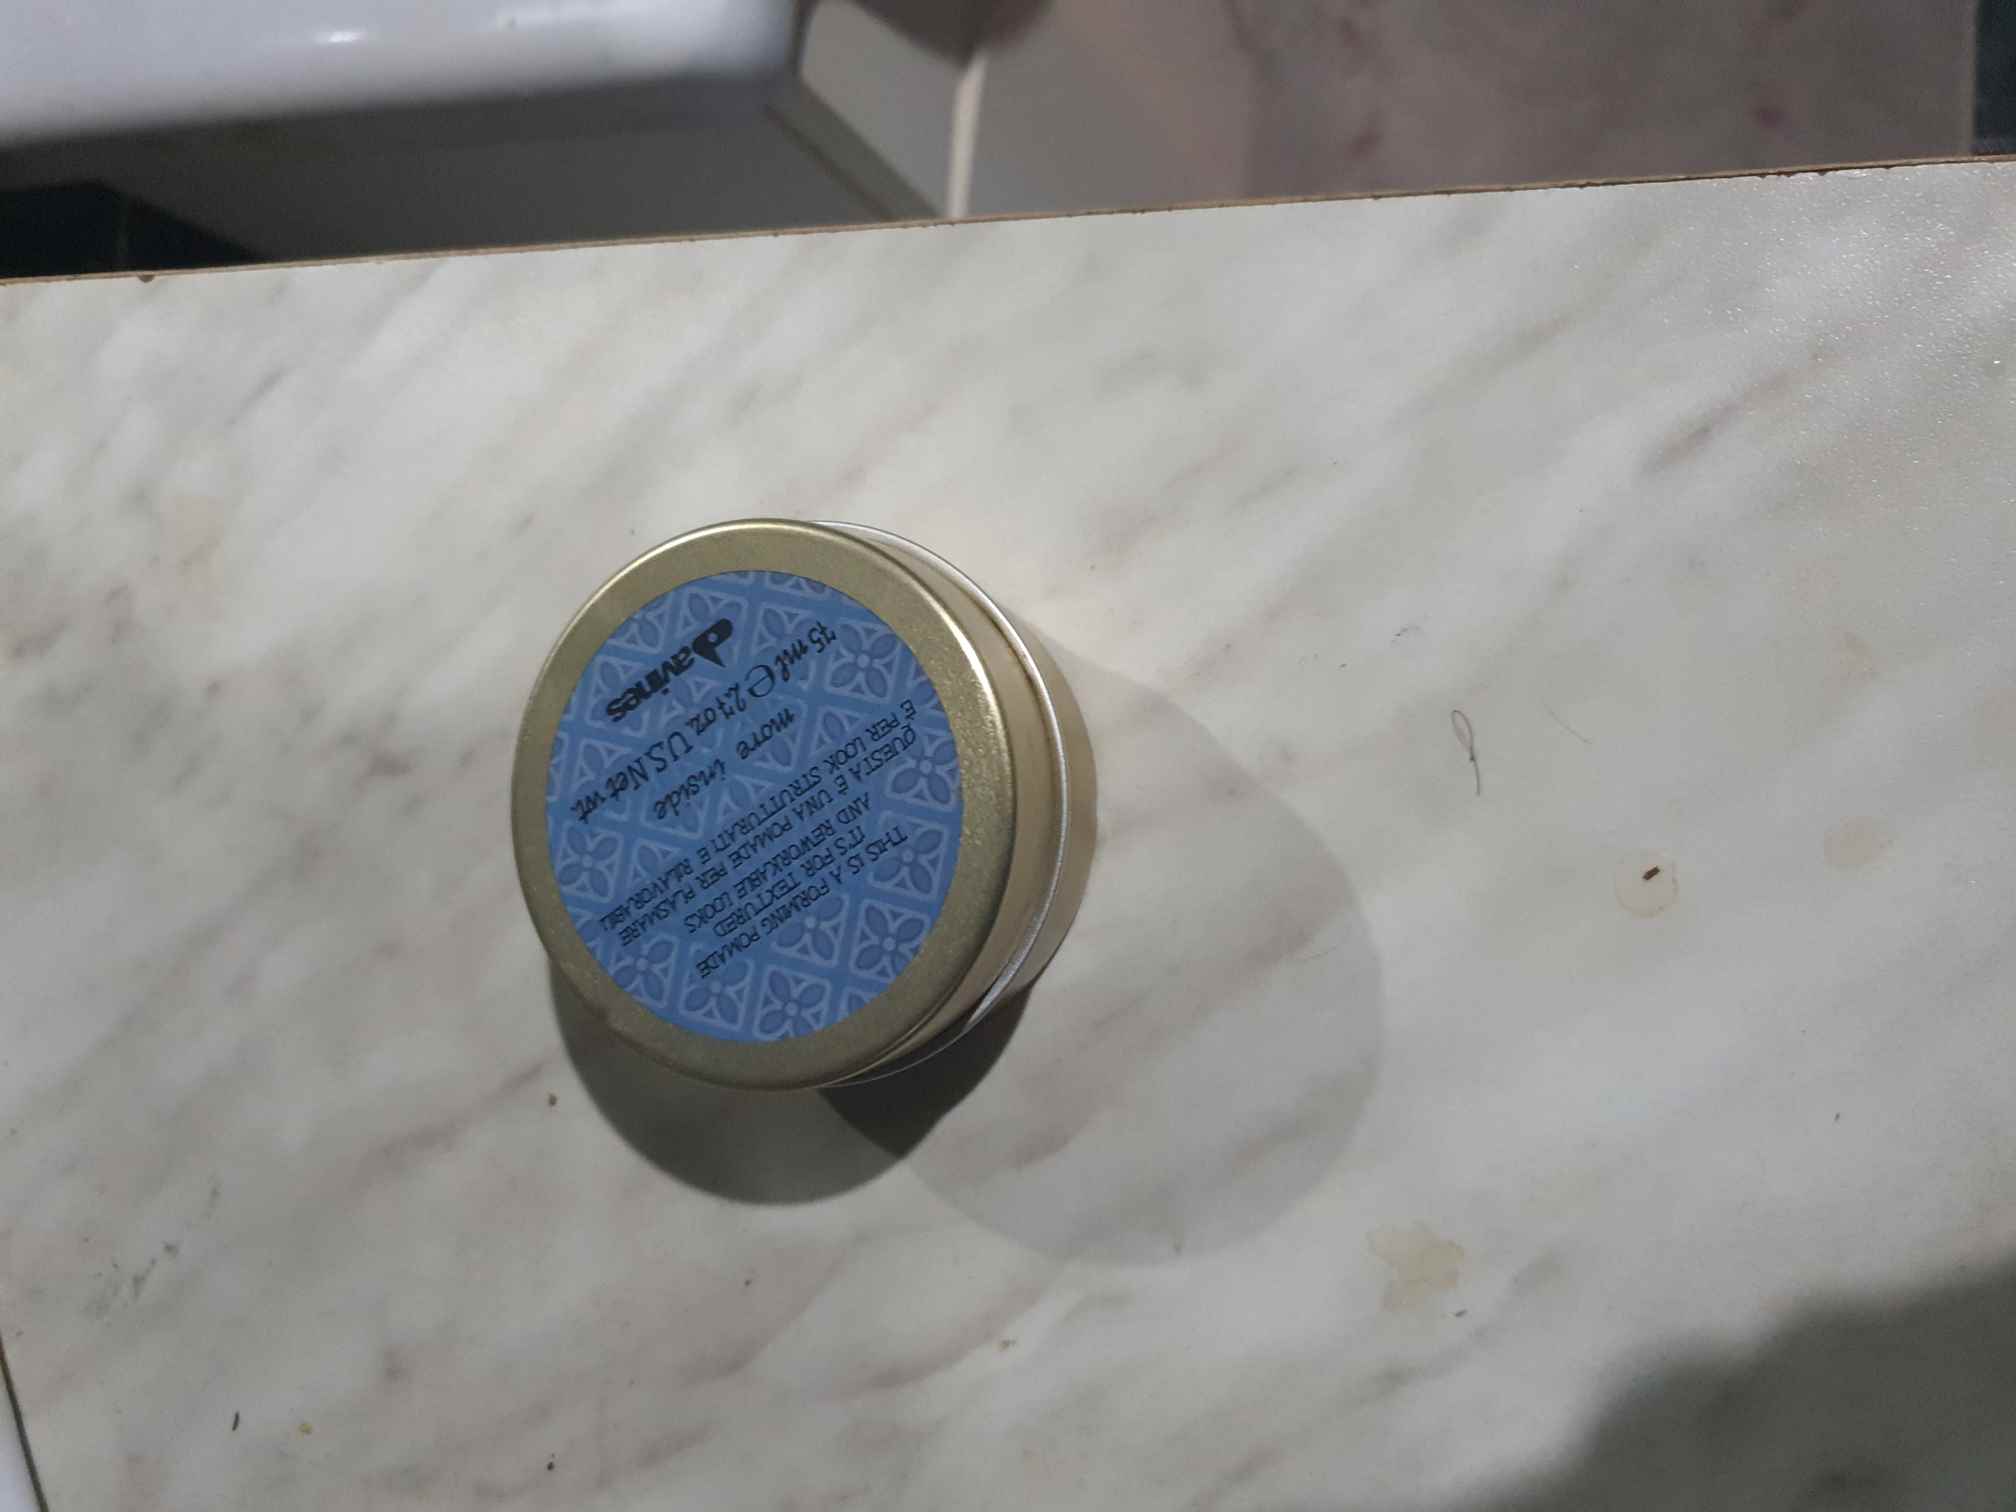 THIS IS A FORMING POMADE
IT'S FOR TEXTURED
AND REWORKABLE LOOKS
QUESTA È UNA POMADE PER PLASMARE
È PER LOOK STRUTTURATI E RILAVORABILI
more inside
75 ml ℮ 2.7 oz. U.S. Net wt.
davines